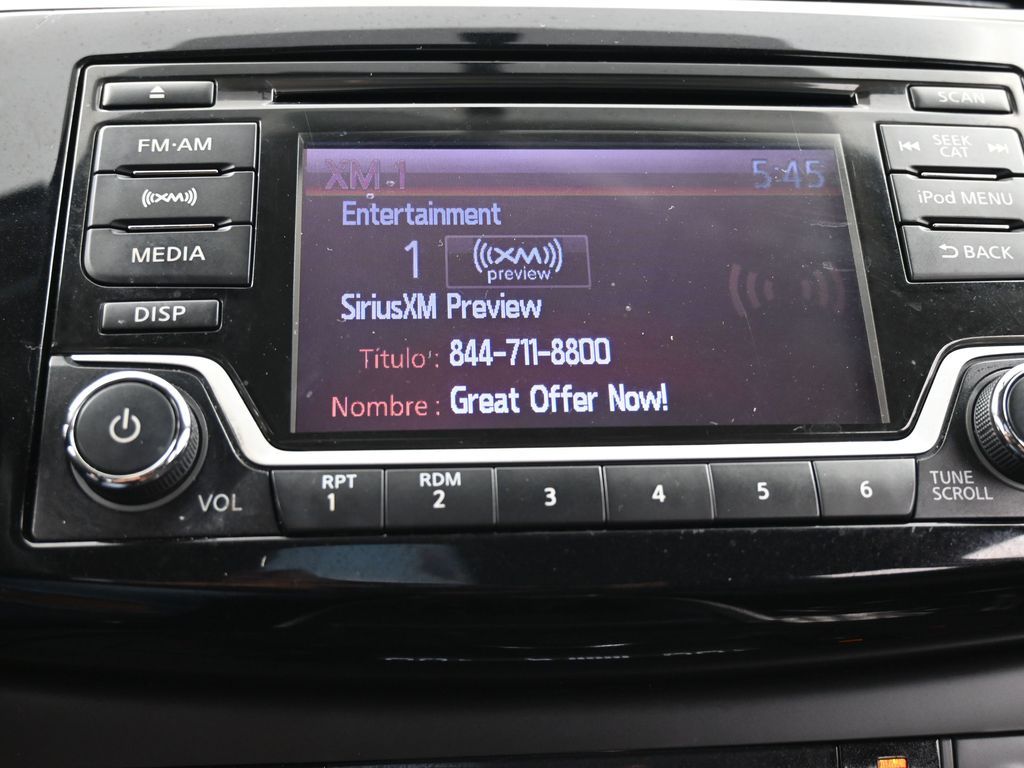 SCAN
FM·AM
XM
MEDIA
DISP
VOL
XM-1
5:45
Entertainment
1
XM
preview
SiriusXM Preview
Título: 844-711-8800
Nombre: Great Offer Now!
SEEK
CAT
iPod MENU
BACK
TUNE
SCROLL
RPT
1
RDM
2
3
4
5
6